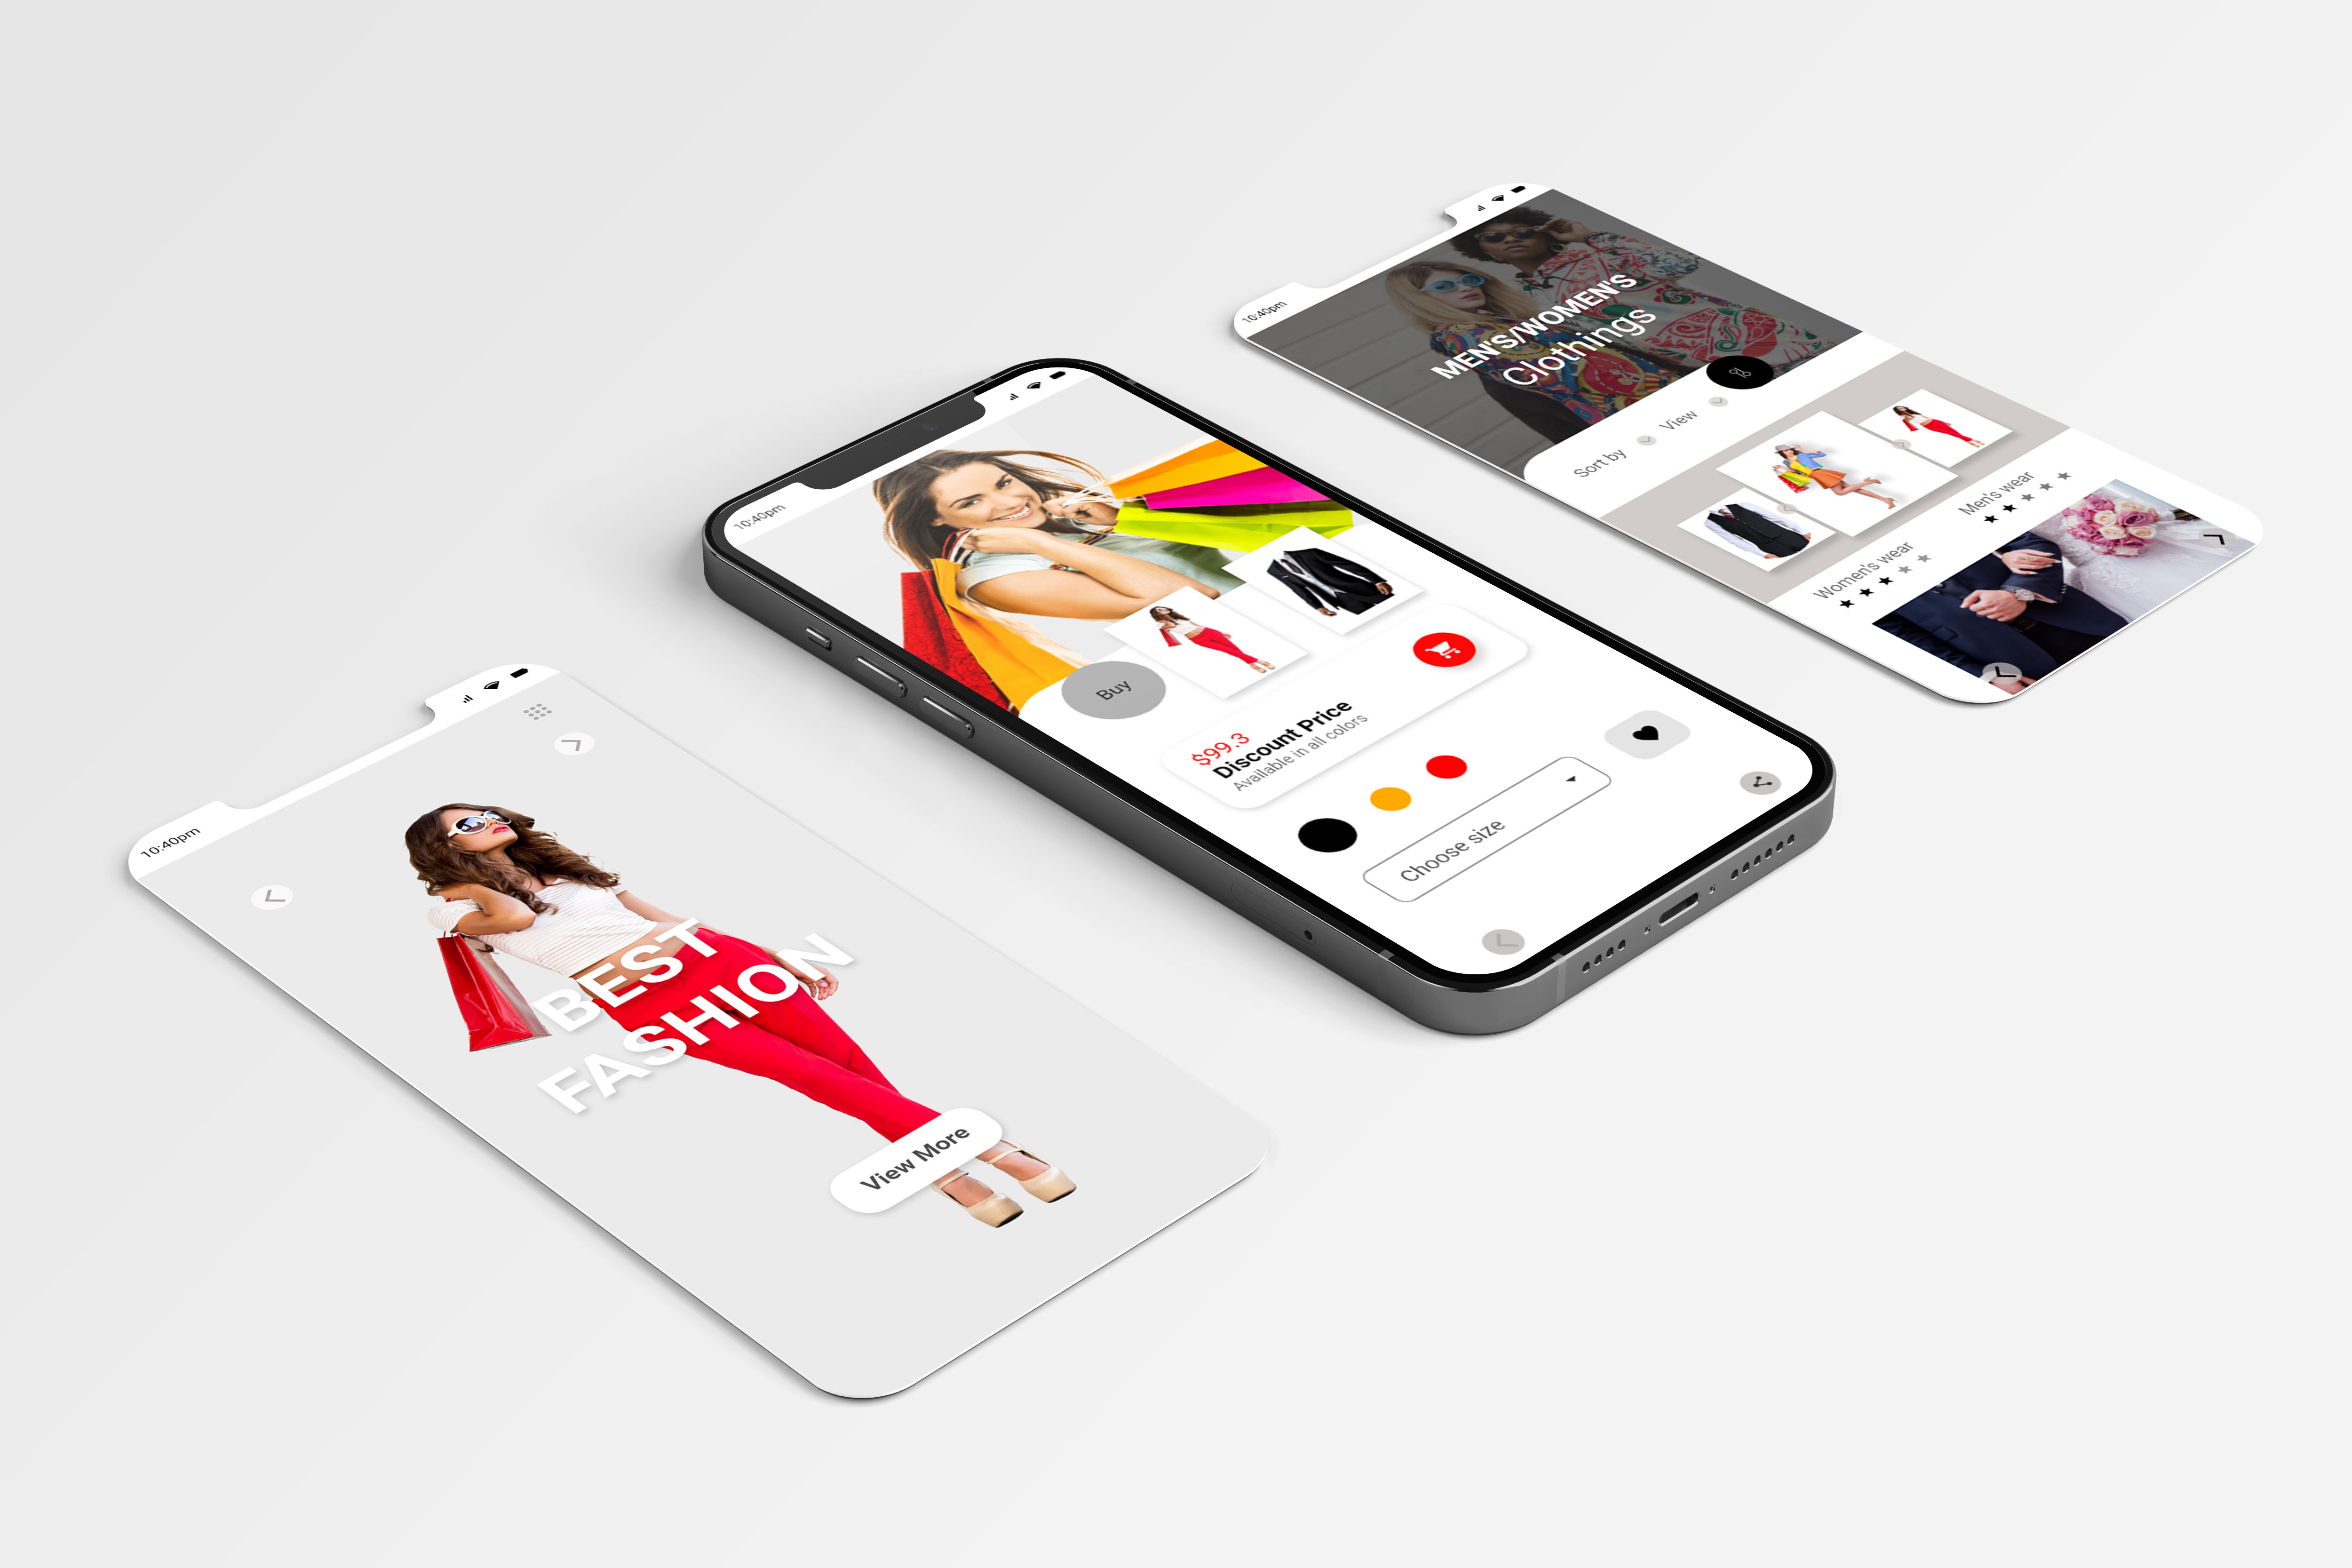 10:40pm
BEST
FASHION
View More
10:40pm
Buy
$99.3
Discount Price
Available in all colors
Choose size
10:40pm
MEN'S/WOMEN'S
Clothings
Sort by
View
Women's wear
Men's wear